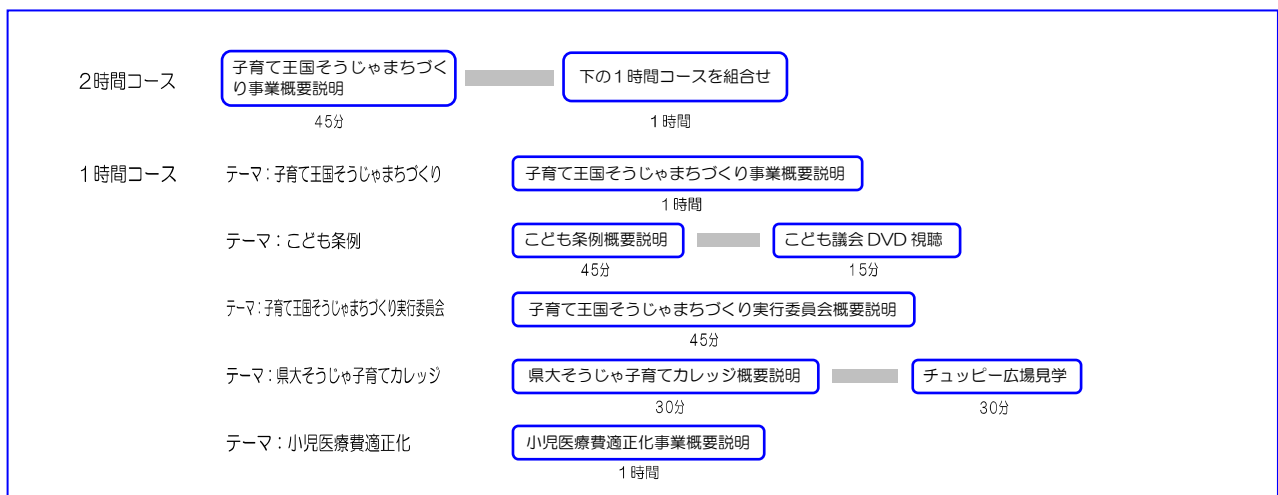 2時間コース
子育て王国そうじゃまちづく
り事業概要説明
下の1時間コースを組合せ
45分
1時間
1時間コース
テーマ:子育て王国そうじゃまちづくり
子育て王国そうじゃまちづくり事業概要説明
1時間
テーマ:こども条例
こども条例概要説明
こども議会 DVD 視聴
45分
15分
テーマ:子育て王国そうじゃまちづくり実行委員会
子育て王国そうじゃまちづくり実行委員会概要説明
45分
テーマ:県大そうじゃ子育てカレッジ
県大そうじゃ子育てカレッジ概要説明
チュッピー広場見学
30分
30分
テーマ:小児医療費適正化
小児医療費適正化事業概要説明
1時間